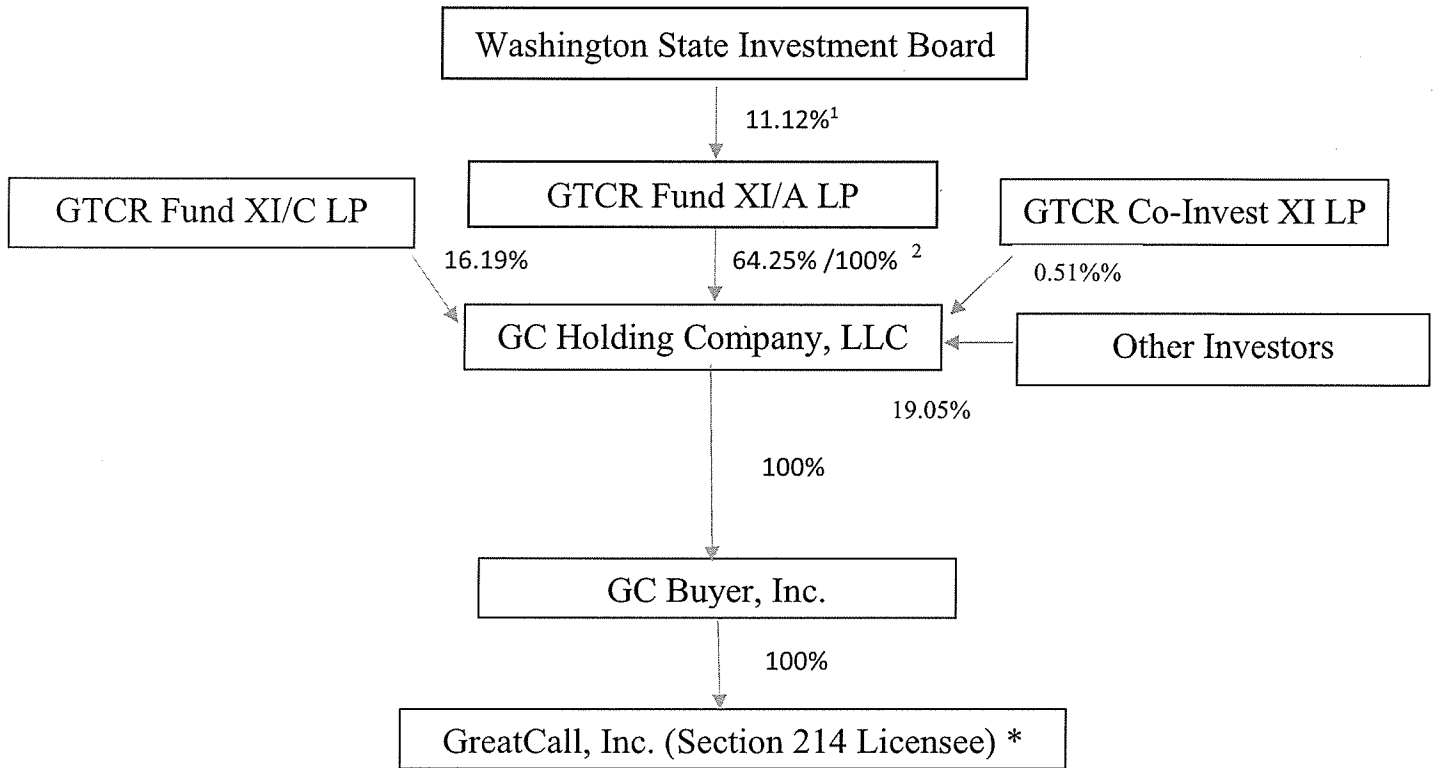 Washington State Investment Board
11.12%¹
GTCR Fund XI/C LP
GTCR Fund XI/A LP
GTCR Co-Invest XI LP
16.19%
64.25% /100% ²
0.51%%
GC Holding Company, LLC
Other Investors
19.05%
100%
GC Buyer, Inc.
100%
GreatCall, Inc. (Section 214 Licensee) *